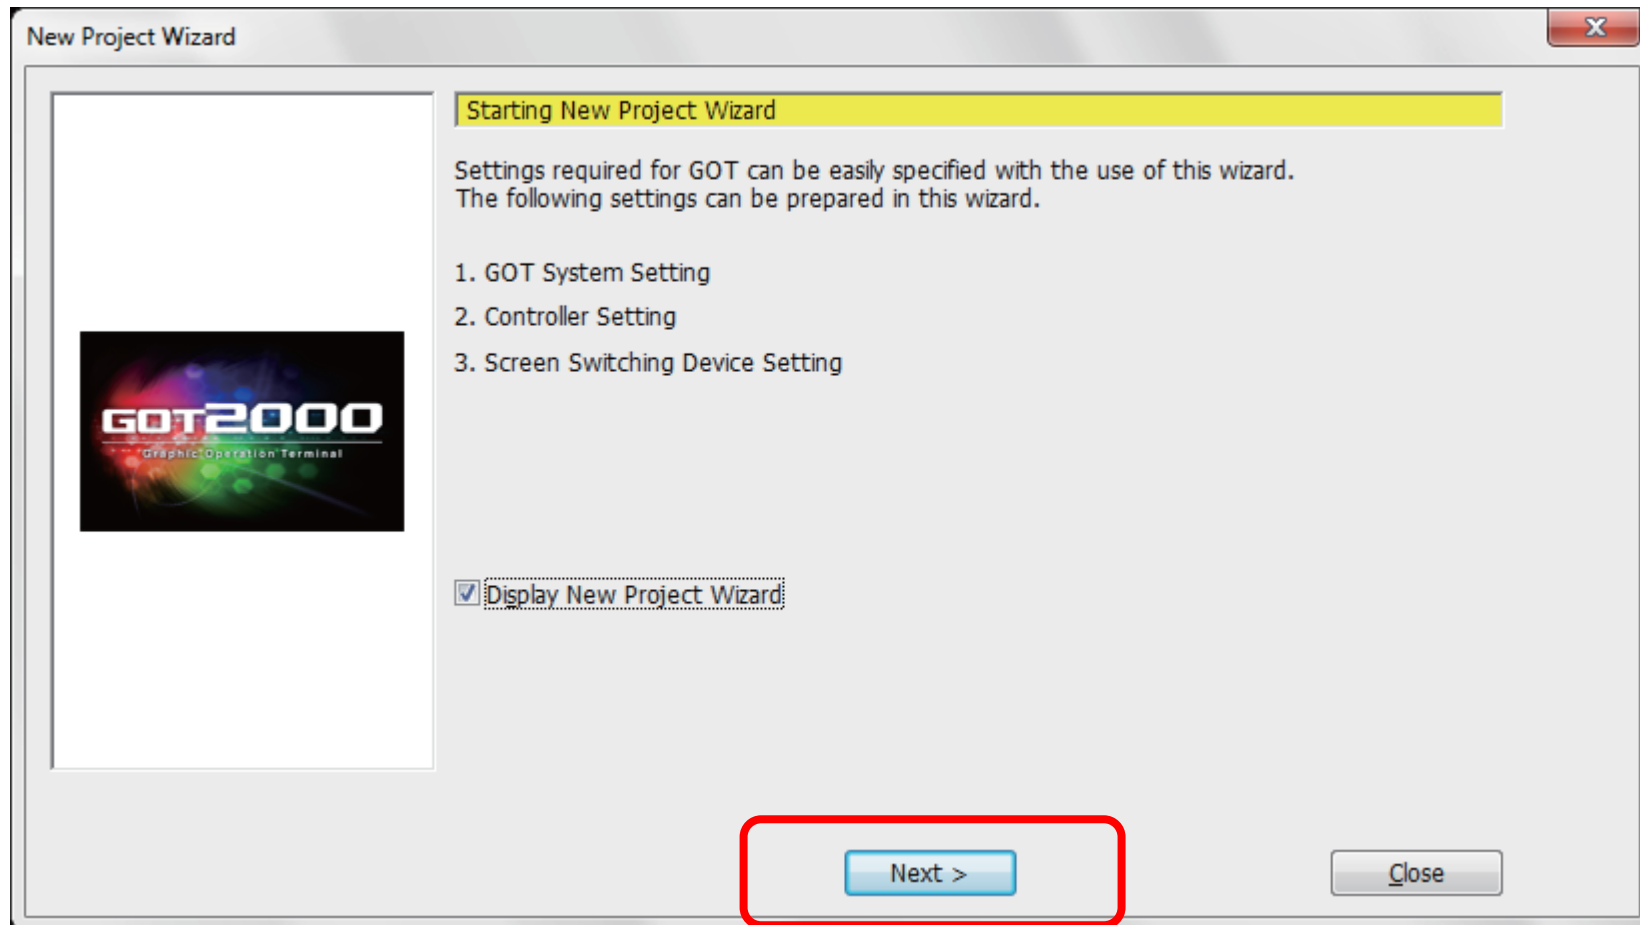 New Project Wizard
Starting New Project Wizard
Settings required for GOT can be easily specified with the use of this wizard.
The following settings can be prepared in this wizard.
1. GOT System Setting
2. Controller Setting
3. Screen Switching Device Setting
GOT2000
Graphic Operation Terminal
Display New Project Wizard
Next >
Close